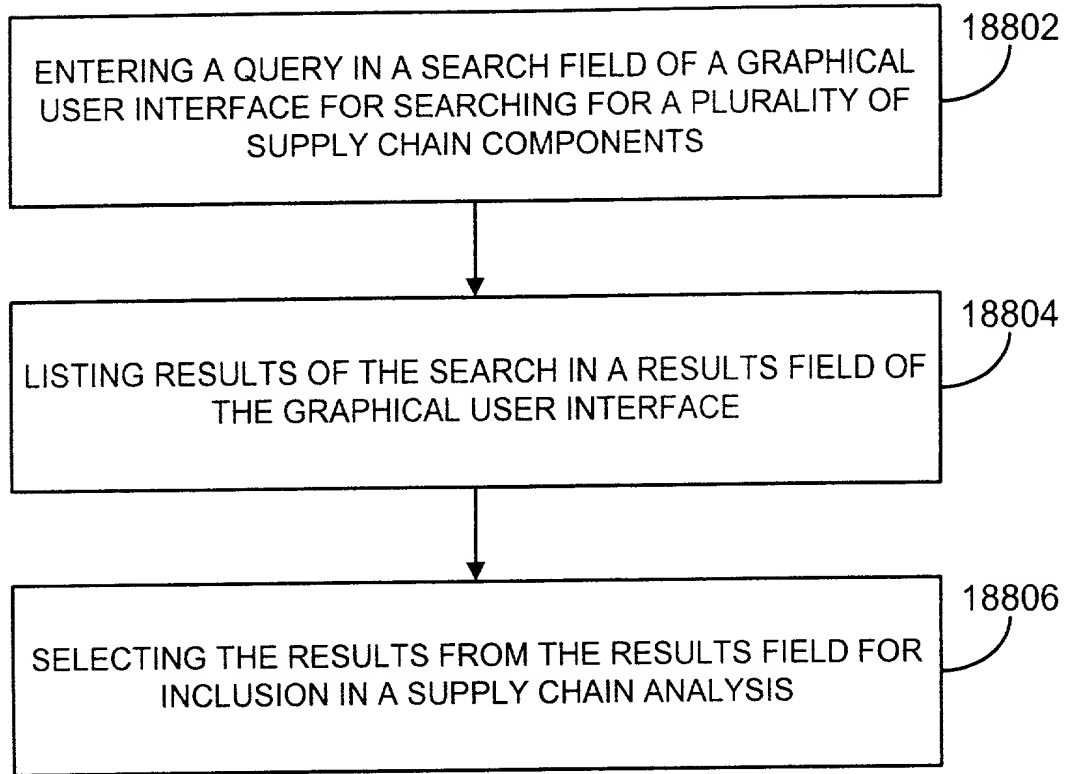 18802
ENTERING A QUERY IN A SEARCH FIELD OF A GRAPHICAL
USER INTERFACE FOR SEARCHING FOR A PLURALITY OF
SUPPLY CHAIN COMPONENTS
18804
LISTING RESULTS OF THE SEARCH IN A RESULTS FIELD OF
THE GRAPHICAL USER INTERFACE
18806
SELECTING THE RESULTS FROM THE RESULTS FIELD FOR
INCLUSION IN A SUPPLY CHAIN ANALYSIS